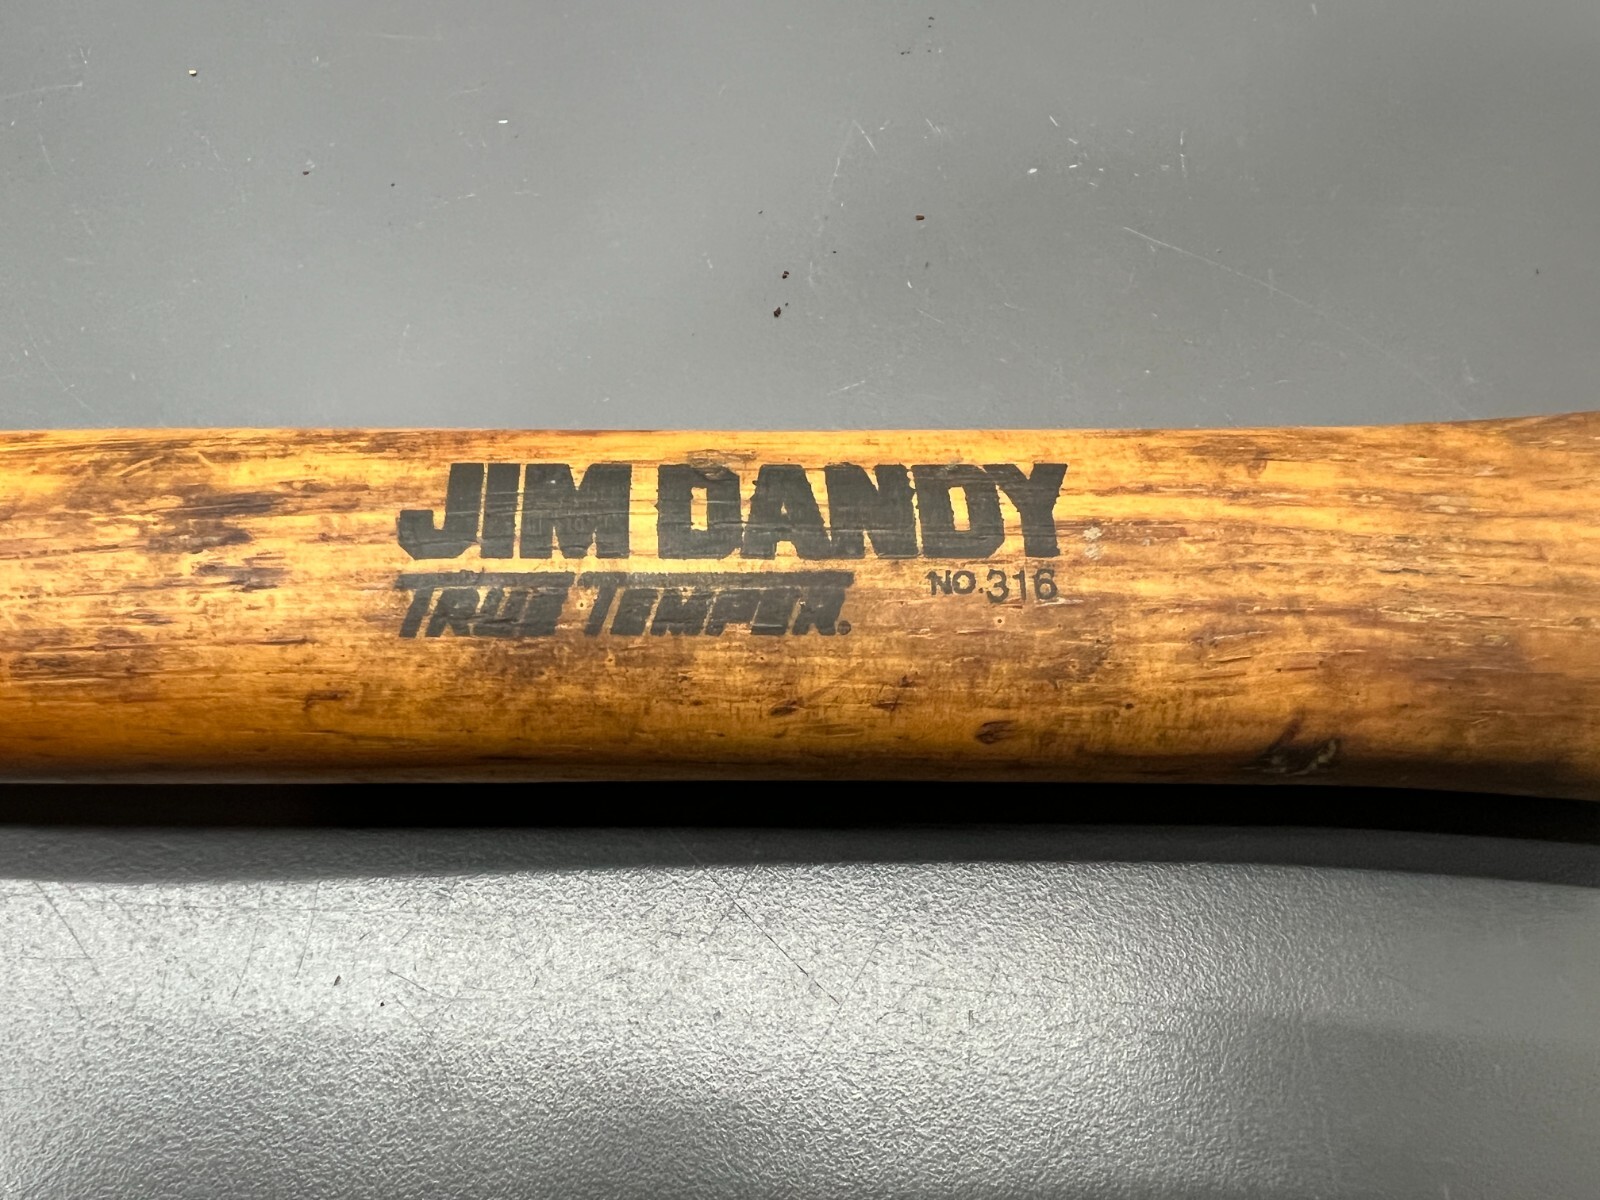 JIM DANDY
TRUE TEMPER.
NO.316